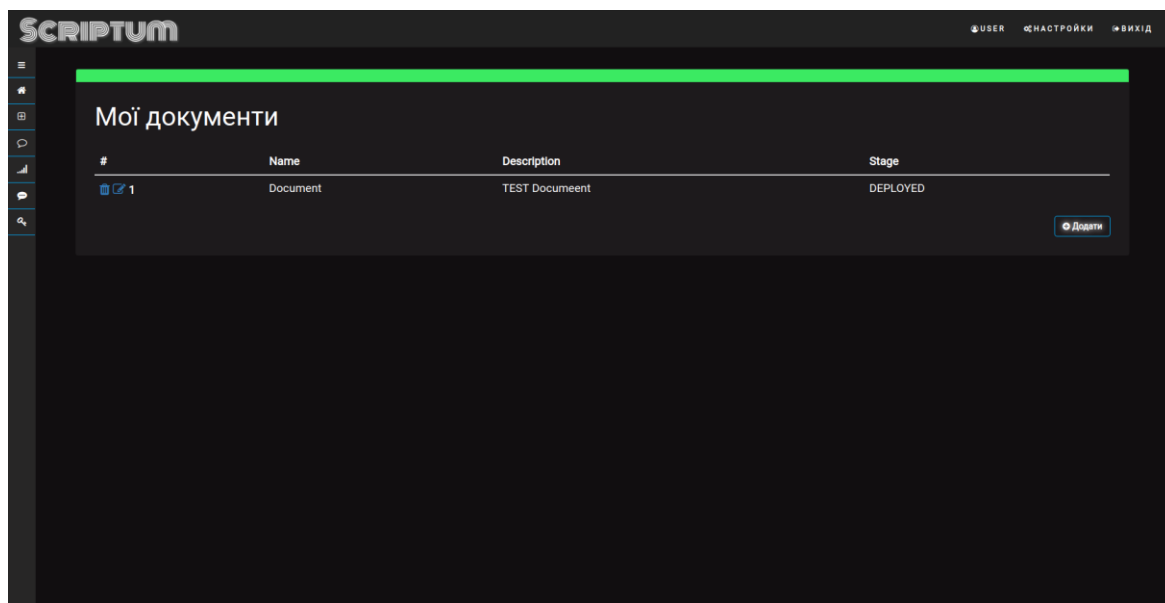 SCRIPTUM
USER НАСТРОЙКИ ВИХІД
Мої документи
# Name Description Stage
1 Document TEST Documeent DEPLOYED
Додати